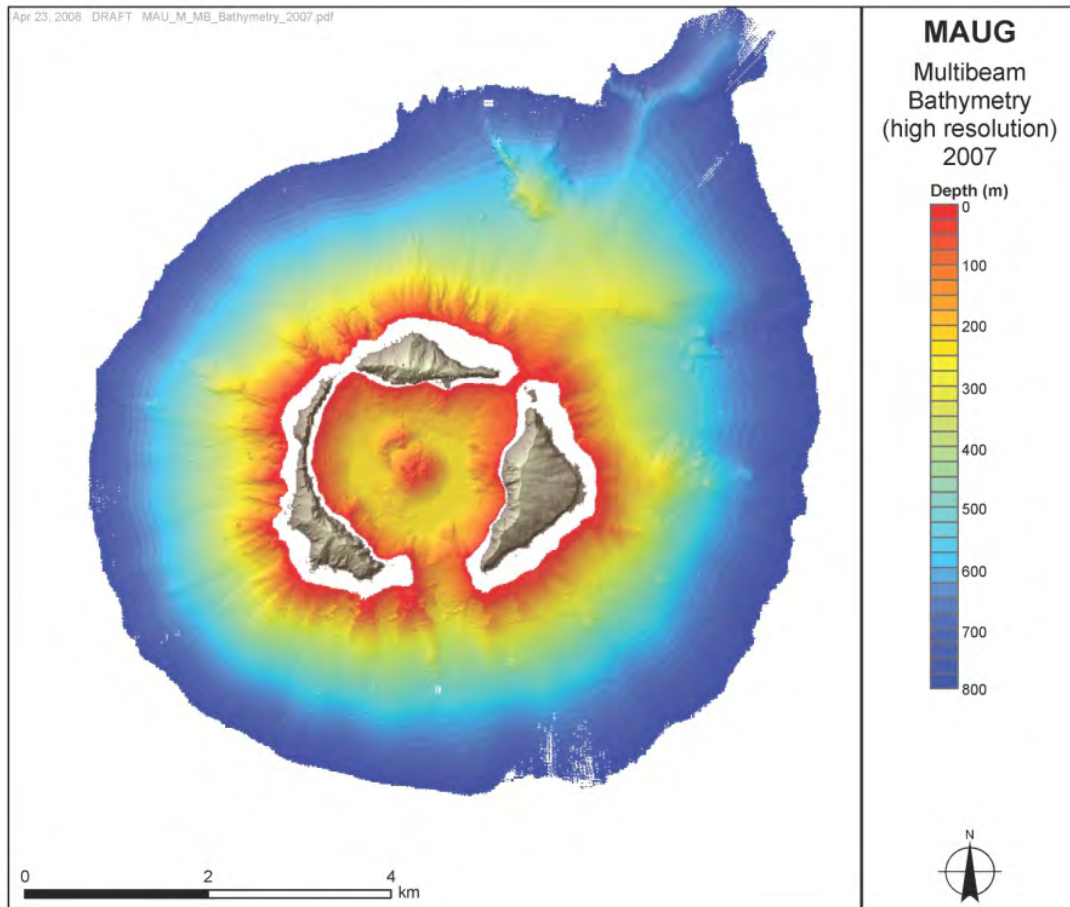 Apr 23, 2008 DRAFT MAU_M_MB_Bathymetry_2007.pdf
MAUG
Multibeam
Bathymetry
(high resolution)
2007
Depth (m)
0
100
200
300
400
500
600
700
800
N
0 2 4
km